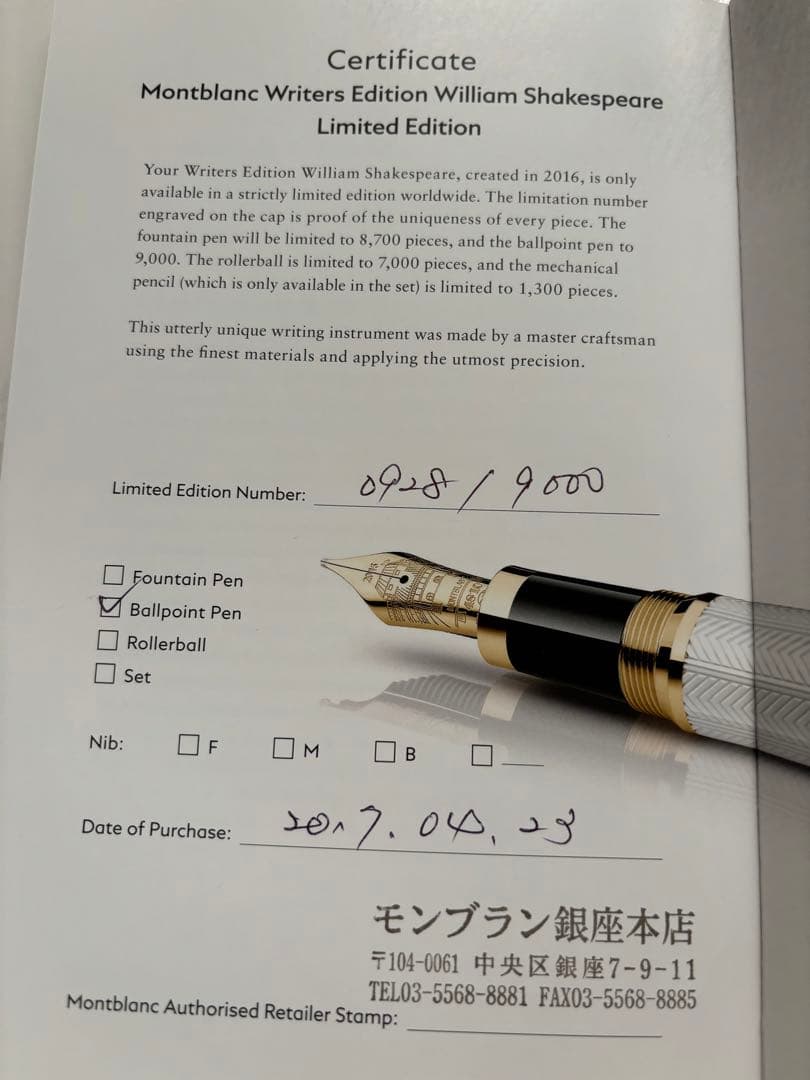 Certificate
Montblanc Writers Edition William Shakespeare
Limited Edition
Your Writers Edition William Shakespeare, created in 2016, is only
available in a strictly limited edition worldwide. The limitation number
engraved on the cap is proof of the uniqueness of every piece. The
fountain pen will be limited to 8,700 pieces, and the ballpoint pen to
9,000. The rollerball is limited to 7,000 pieces, and the mechanical
pencil (which is only available in the set) is limited to 1,300 pieces.
This utterly unique writing instrument was made by a master craftsman
using the finest materials and applying the utmost precision.
Limited Edition Number: 0928 / 9000
Fountain Pen
Ballpoint Pen
Rollerball
Set
Nib: F M B
Date of Purchase: 2017. 04. 23
モンブラン銀座本店
〒104-0061 中央区銀座7-9-11
TEL03-5568-8881 FAX03-5568-8885
Montblanc Authorised Retailer Stamp: